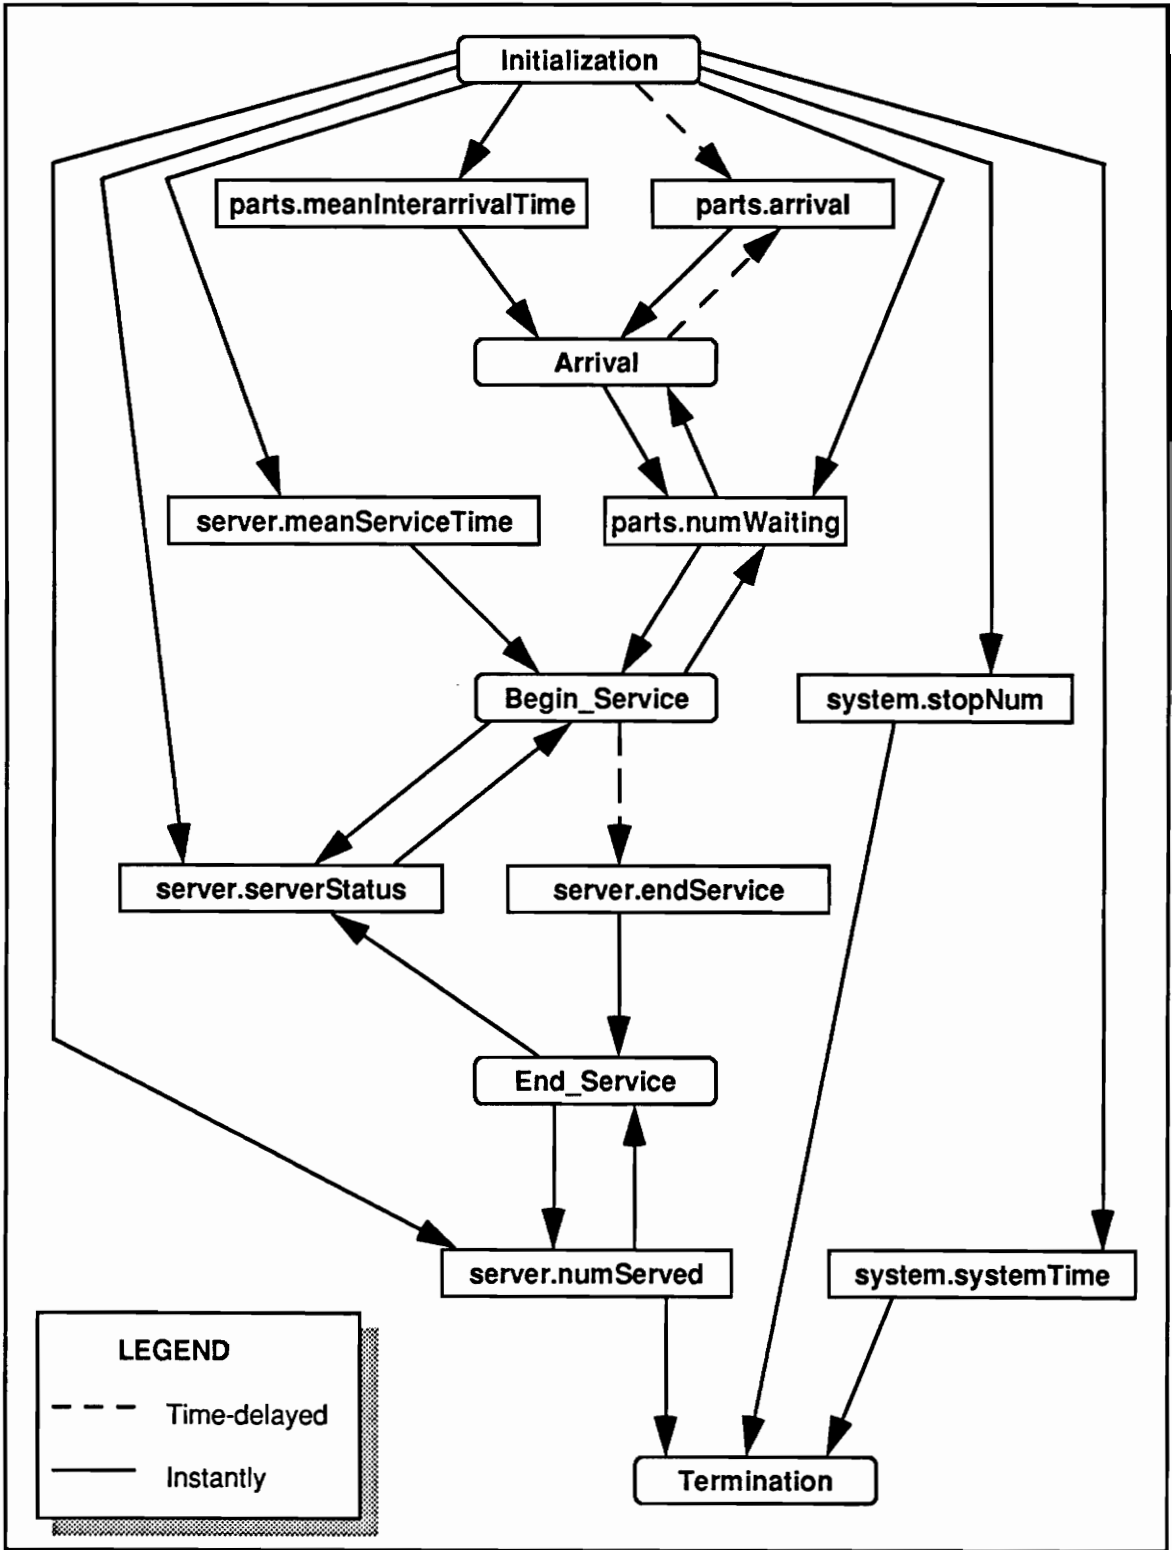 Initialization
parts.meanInterarrivalTime
parts.arrival
Arrival
server.meanServiceTime
parts.numWaiting
Begin_Service
system.stopNum
server.serverStatus
server.endService
End_Service
server.numServed
system.systemTime
LEGEND
Time-delayed
Instantly
Termination